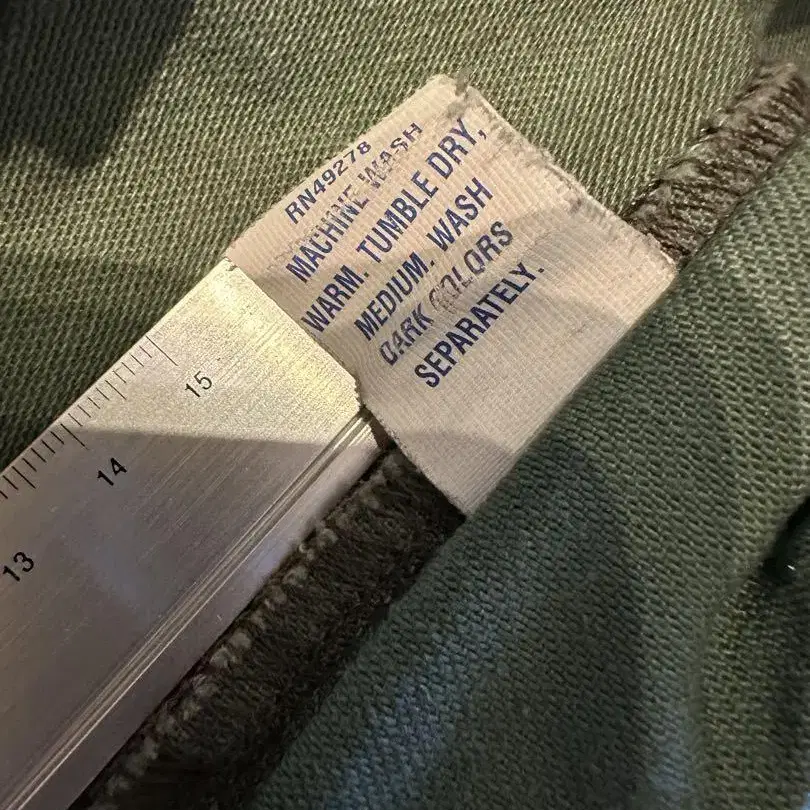 RN49278
MACHINE WASH
WARM. TUMBLE DRY,
MEDIUM. WASH
DARK COLORS
SEPARATELY.
15
14
13